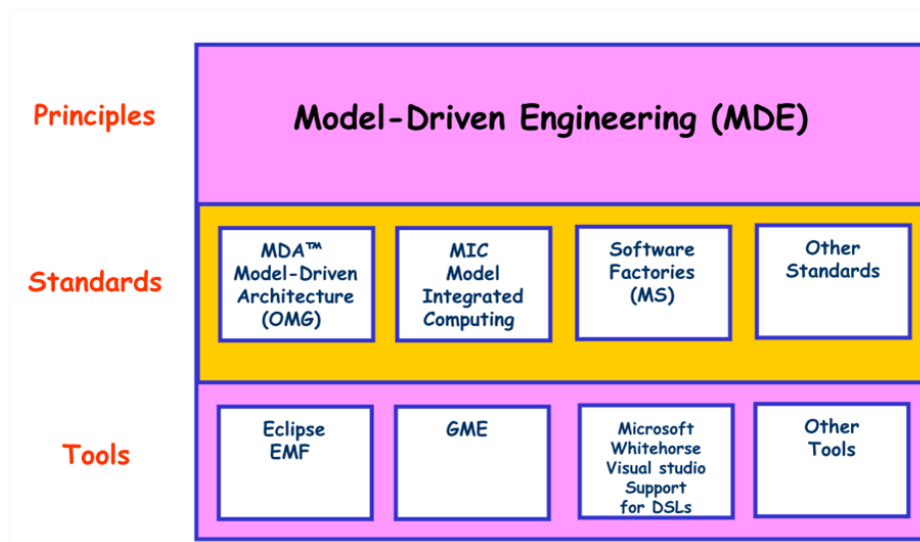 Principles
Model-Driven Engineering (MDE)
Standards
MDA™
Model-Driven
Architecture
(OMG)
MIC
Model
Integrated
Computing
Software
Factories
(MS)
Other
Standards
Tools
Eclipse
EMF
GME
Microsoft
Whitehorse
Visual studio
Support
for DSLs
Other
Tools